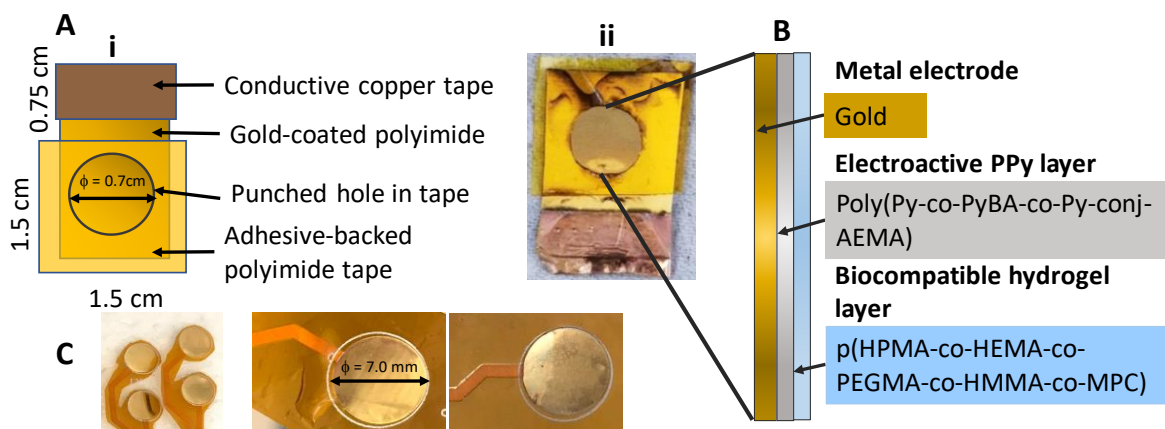 A
i
0.75 cm
Conductive copper tape
Gold-coated polyimide
ϕ = 0.7cm
Punched hole in tape
1.5 cm
Adhesive-backed
polyimide tape
1.5 cm
ii
B
Metal electrode
Gold
Electroactive PPy layer
Poly(Py-co-PyBA-co-Py-conj-
AEMA)
Biocompatible hydrogel
layer
p(HPMA-co-HEMA-co-
PEGMA-co-HMMA-co-MPC)
C
ϕ = 7.0 mm